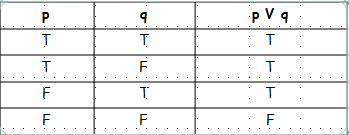 p q p V q
T T T
T F T
F T T
F F F